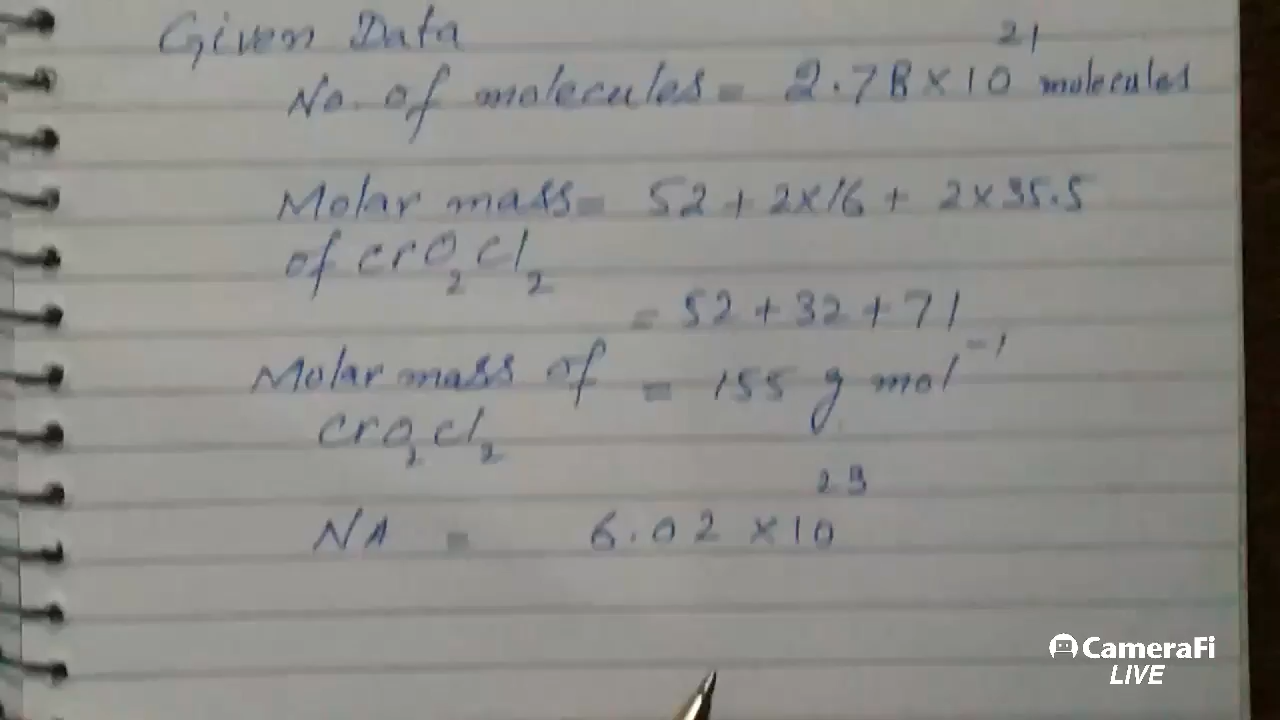 Given Data
21
No. of molecules = 2.78 × 10 molecules
Molar mass = 52 + 2×16 + 2×35.5
of crO2Cl2
= 52 + 32 + 71
Molar mass of = 155 g mol-1
crO2cl2
23
NA = 6.02 × 10
CameraFi
LIVE